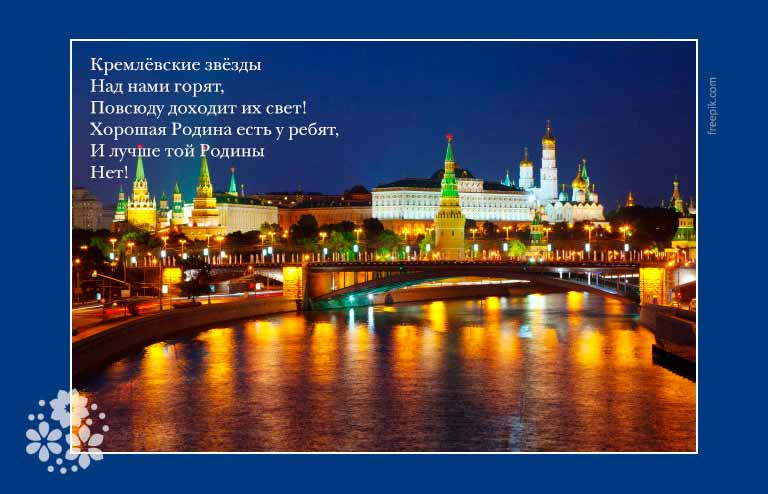 Кремлёвские звёзды
Над нами горят,
Повсюду доходит их свет!
Хорошая Родина есть у ребят,
И лучше той Родины
Нет!
freepik.com